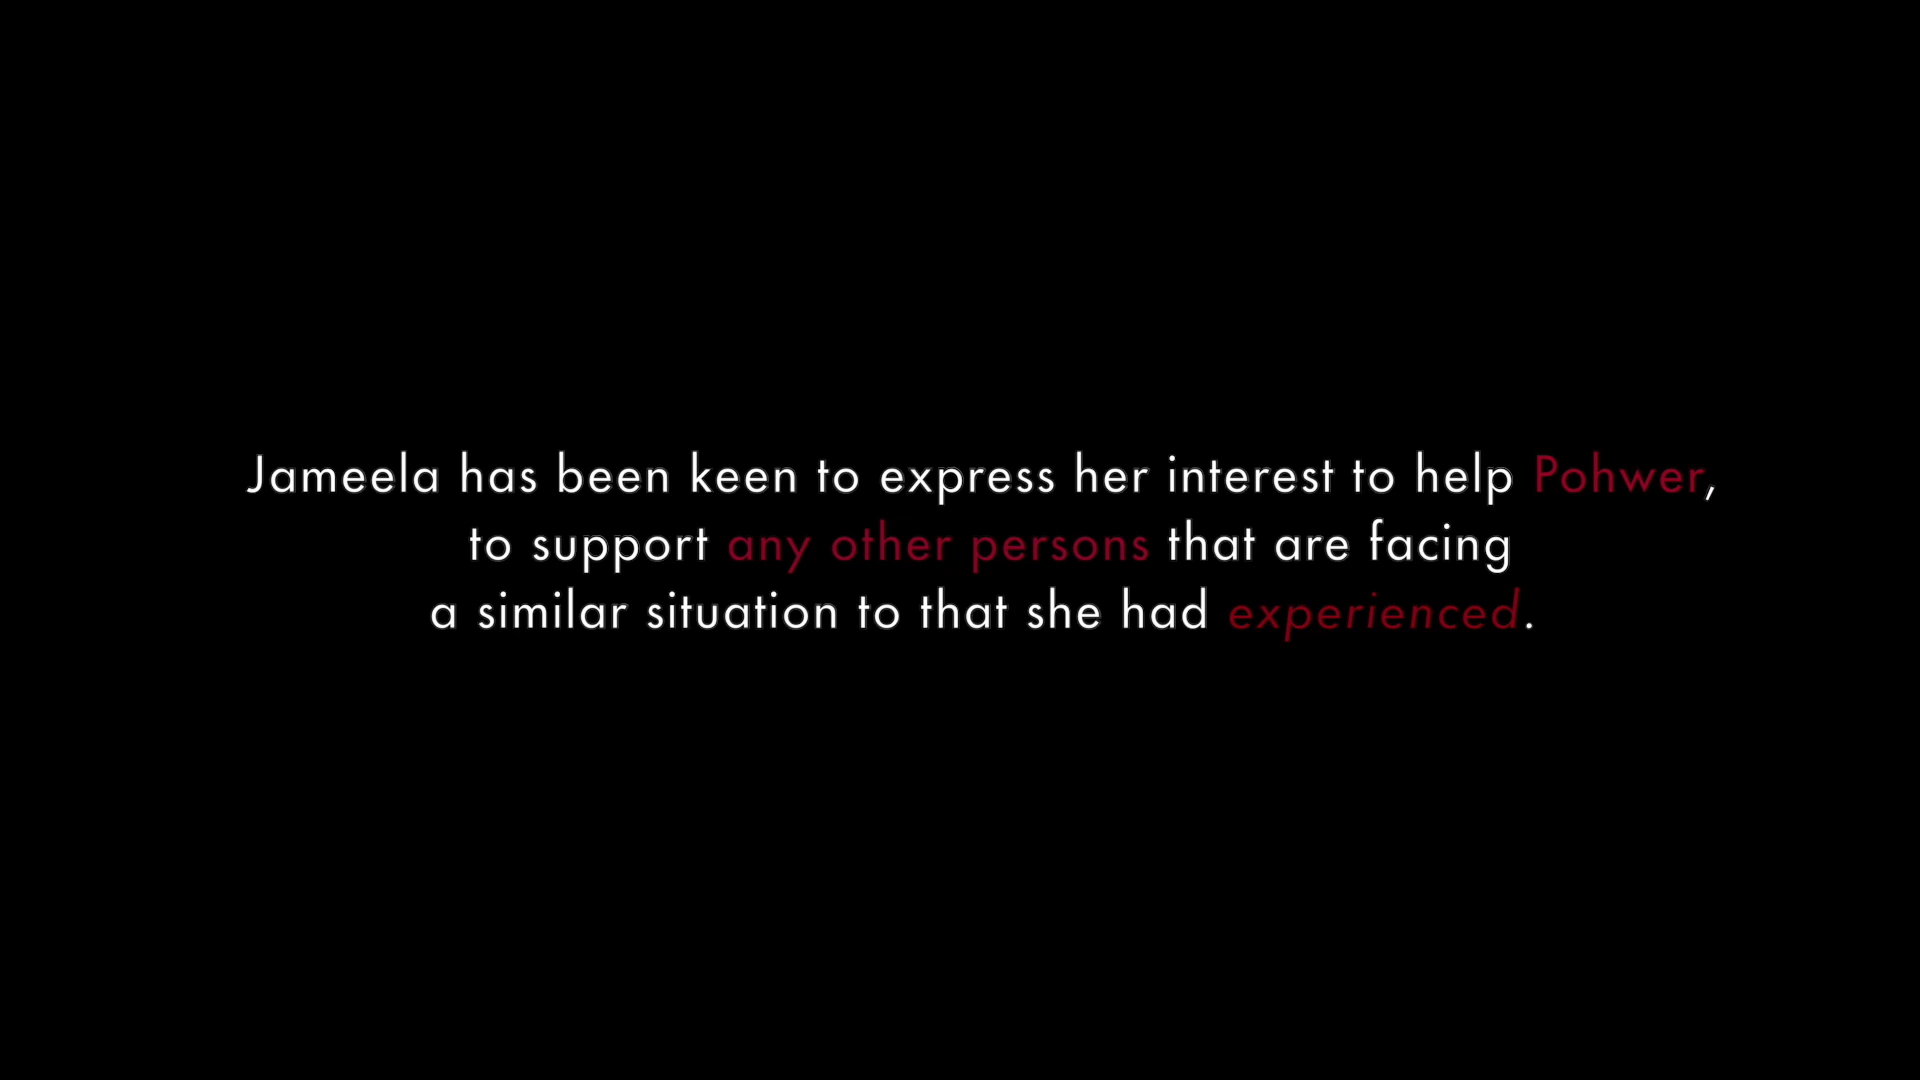 Jameela has been keen to express her interest to help Pohwer,
to support any other persons that are facing
a similar situation to that she had experienced.